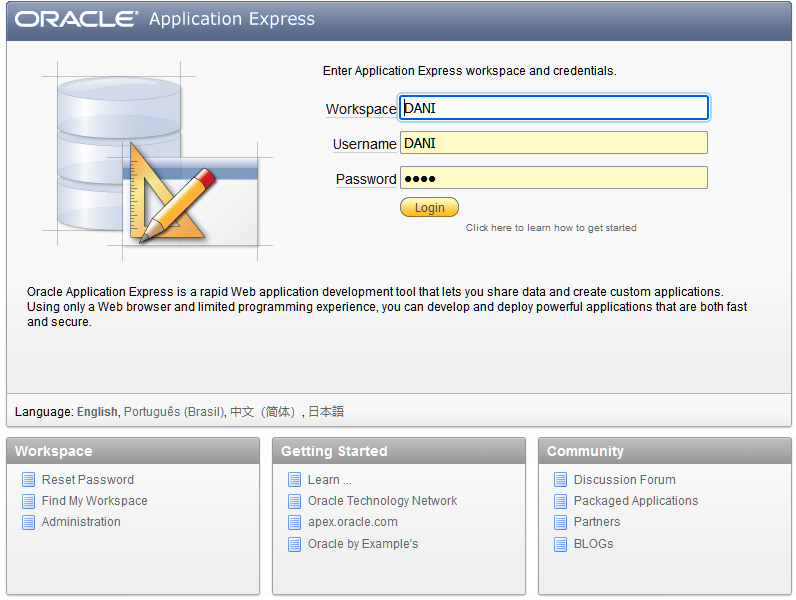 ORACLE® Application Express
Enter Application Express workspace and credentials.
Workspace DANI
Username DANI
Password ●●●●
Login
Click here to learn how to get started
Oracle Application Express is a rapid Web application development tool that lets you share data and create custom applications.
Using only a Web browser and limited programming experience, you can develop and deploy powerful applications that are both fast
and secure.
Language: English, Português (Brasil), 中文（简体）, 日本語
Workspace
Reset Password
Find My Workspace
Administration
Getting Started
Learn ...
Oracle Technology Network
apex.oracle.com
Oracle by Example's
Community
Discussion Forum
Packaged Applications
Partners
BLOGs